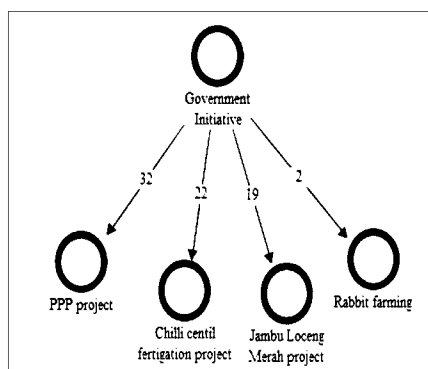 Government
Initiative
32
22
19
2
PPP project
Chilli centil
fertigation project
Jambu Loceng
Merah project
Rabbit farming